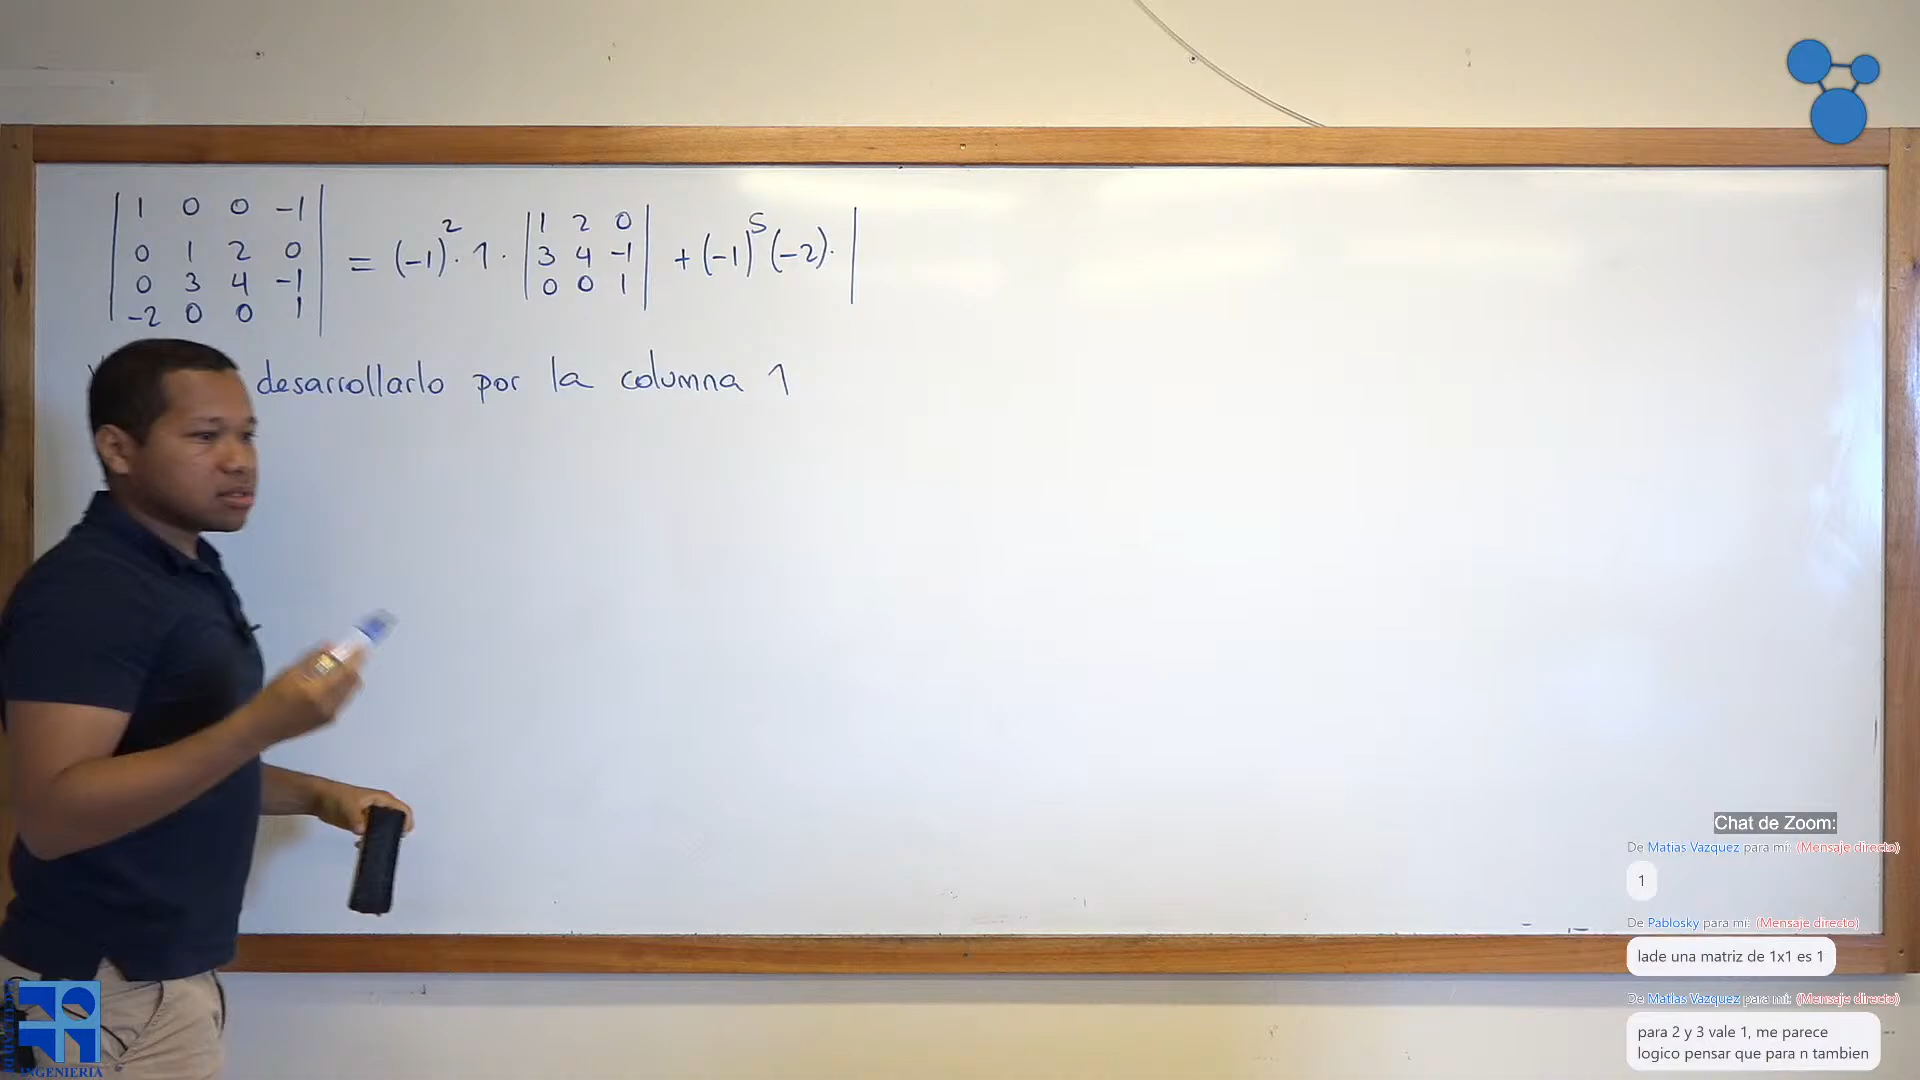 | 1 0 0 -1 |
| 0 1 2 0 |
| 0 3 4 -1 |
| -2 0 0 1 |
= (-1)² · 1 ·
| 1 2 0 |
| 3 4 -1 |
| 0 0 1 |
+ (-1)⁵ (-2) · |
desarrollarlo por la columna 1
Chat de Zoom:
De Matias Vazquez para mí: (Mensaje directo)
1
De Pablosky para mí: (Mensaje directo)
lade una matriz de 1x1 es 1
De Matias Vazquez para mí: (Mensaje directo)
para 2 y 3 vale 1, me parece
logico pensar que para n tambien
INGENIERIA